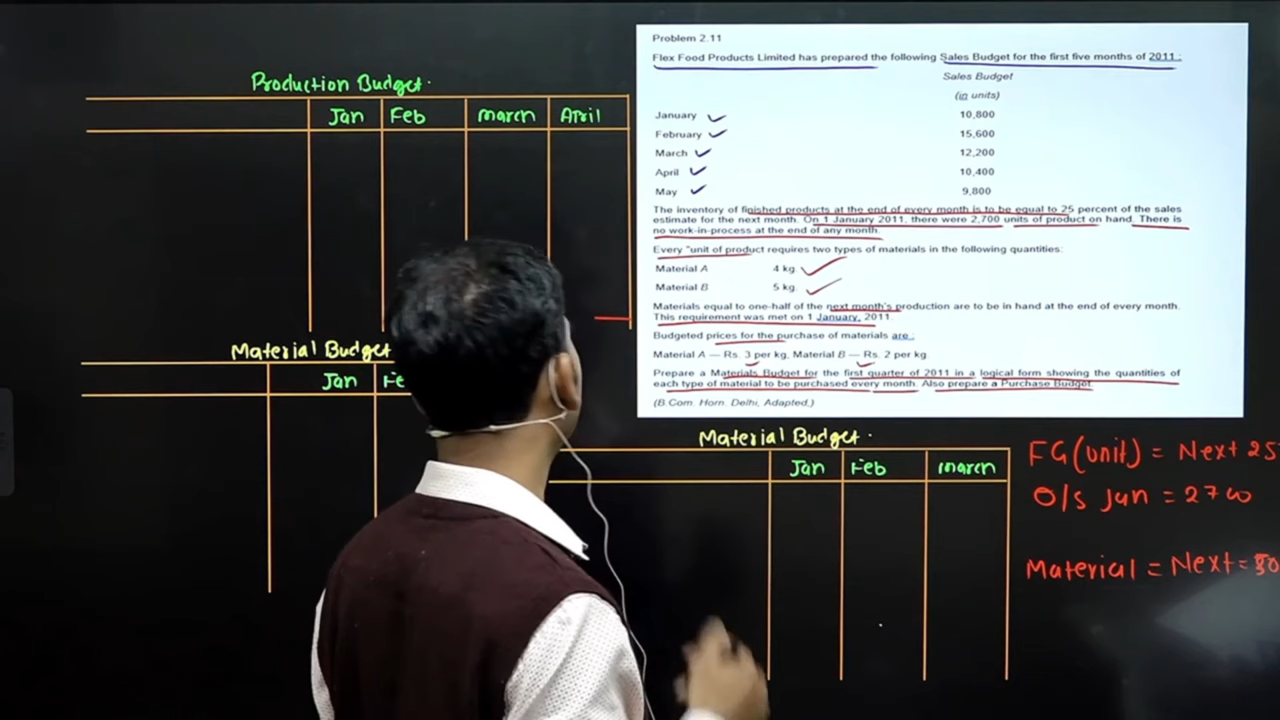 Production Budget.
Jan Feb march April
Material Budget
Jan
Problem 2.11
Flex Food Products Limited has prepared the following Sales Budget for the first five months of 2011.:
Sales Budget
(in units)
January 10,800
February 15,600
March 12,200
April 10,400
May 9,800
The inventory of finished products at the end of every month is to be equal to 25 percent of the sales
estimate for the next month. On 1 January 2011, there were 2,700 units of product on hand. There is
no work-in-process at the end of any month.
Every "unit of product requires two types of materials in the following quantities:
Material A 4 kg
Material B 5 kg
Materials equal to one-half of the next month's production are to be in hand at the end of every month.
This requirement was met on 1 January, 2011.
Budgeted prices for the purchase of materials are.:
Material A — Rs. 3 per kg, Material B — Rs. 2 per kg
Prepare a Materials Budget for the first quarter of 2011 in a logical form showing the quantities of
each type of material to be purchased every month. Also prepare a Purchase Budget.
(B.Com. Horn. Delhi, Adapted.)
Material Budget.
Jan Feb march
FG (unit) = Next 25
O/s Jan = 2700
Material = Next = 50